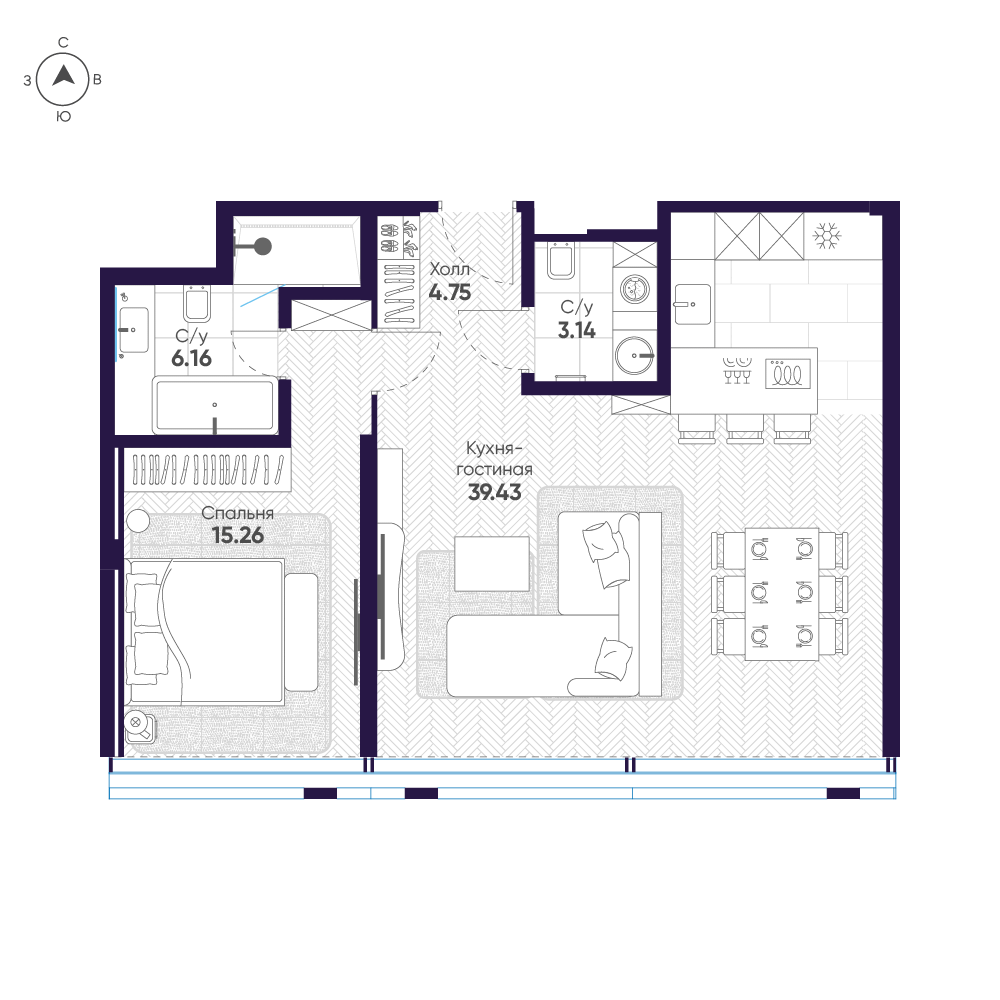 С
З
В
Ю
Холл
4.75
С/у
3.14
С/у
6.16
Кухня-
гостиная
39.43
Спальня
15.26